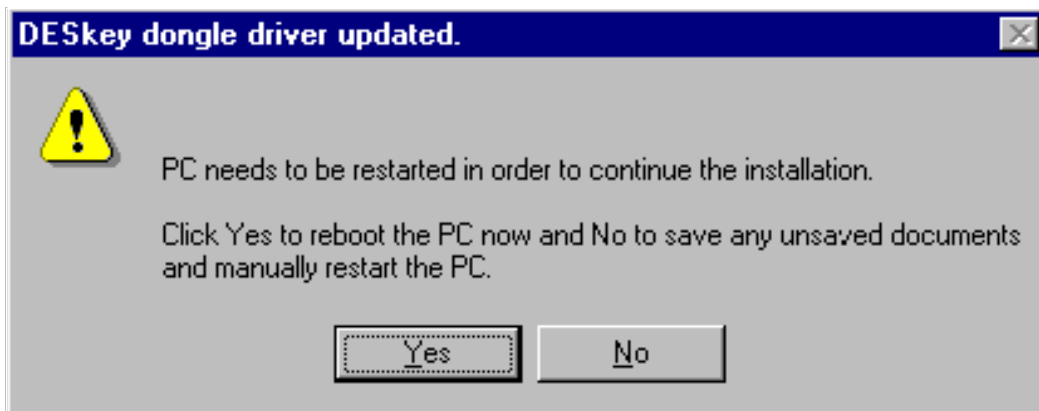 DESkey dongle driver updated.
PC needs to be restarted in order to continue the installation.
Click Yes to reboot the PC now and No to save any unsaved documents
and manually restart the PC.
Yes
No